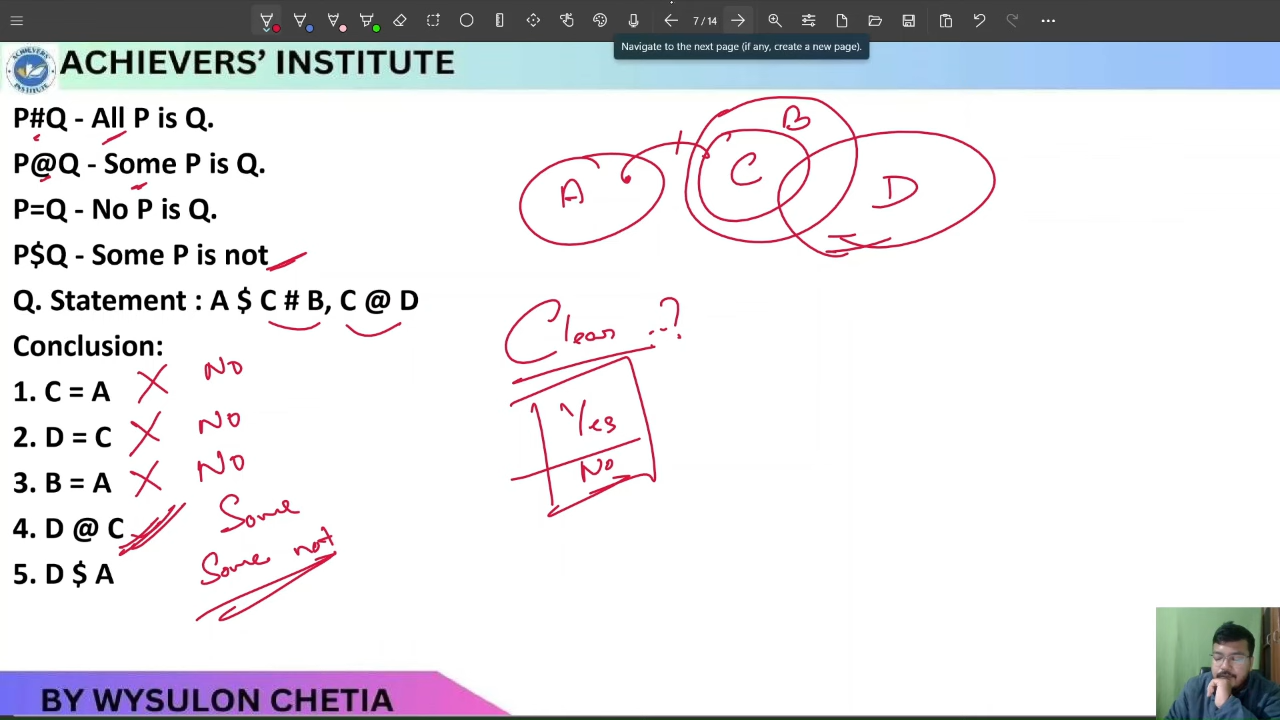 7 / 14
Navigate to the next page (if any, create a new page).
ACHIEVERS' INSTITUTE
P#Q - All P is Q.
P@Q - Some P is Q.
P=Q - No P is Q.
P$Q - Some P is not
Q. Statement : A $ C # B, C @ D
Conclusion:
1. C = A No
2. D = C No
3. B = A No
4. D @ C Some
5. D $ A Some not
A
B
C
D
Clear ..?
Yes
No
BY WYSULON CHETIA